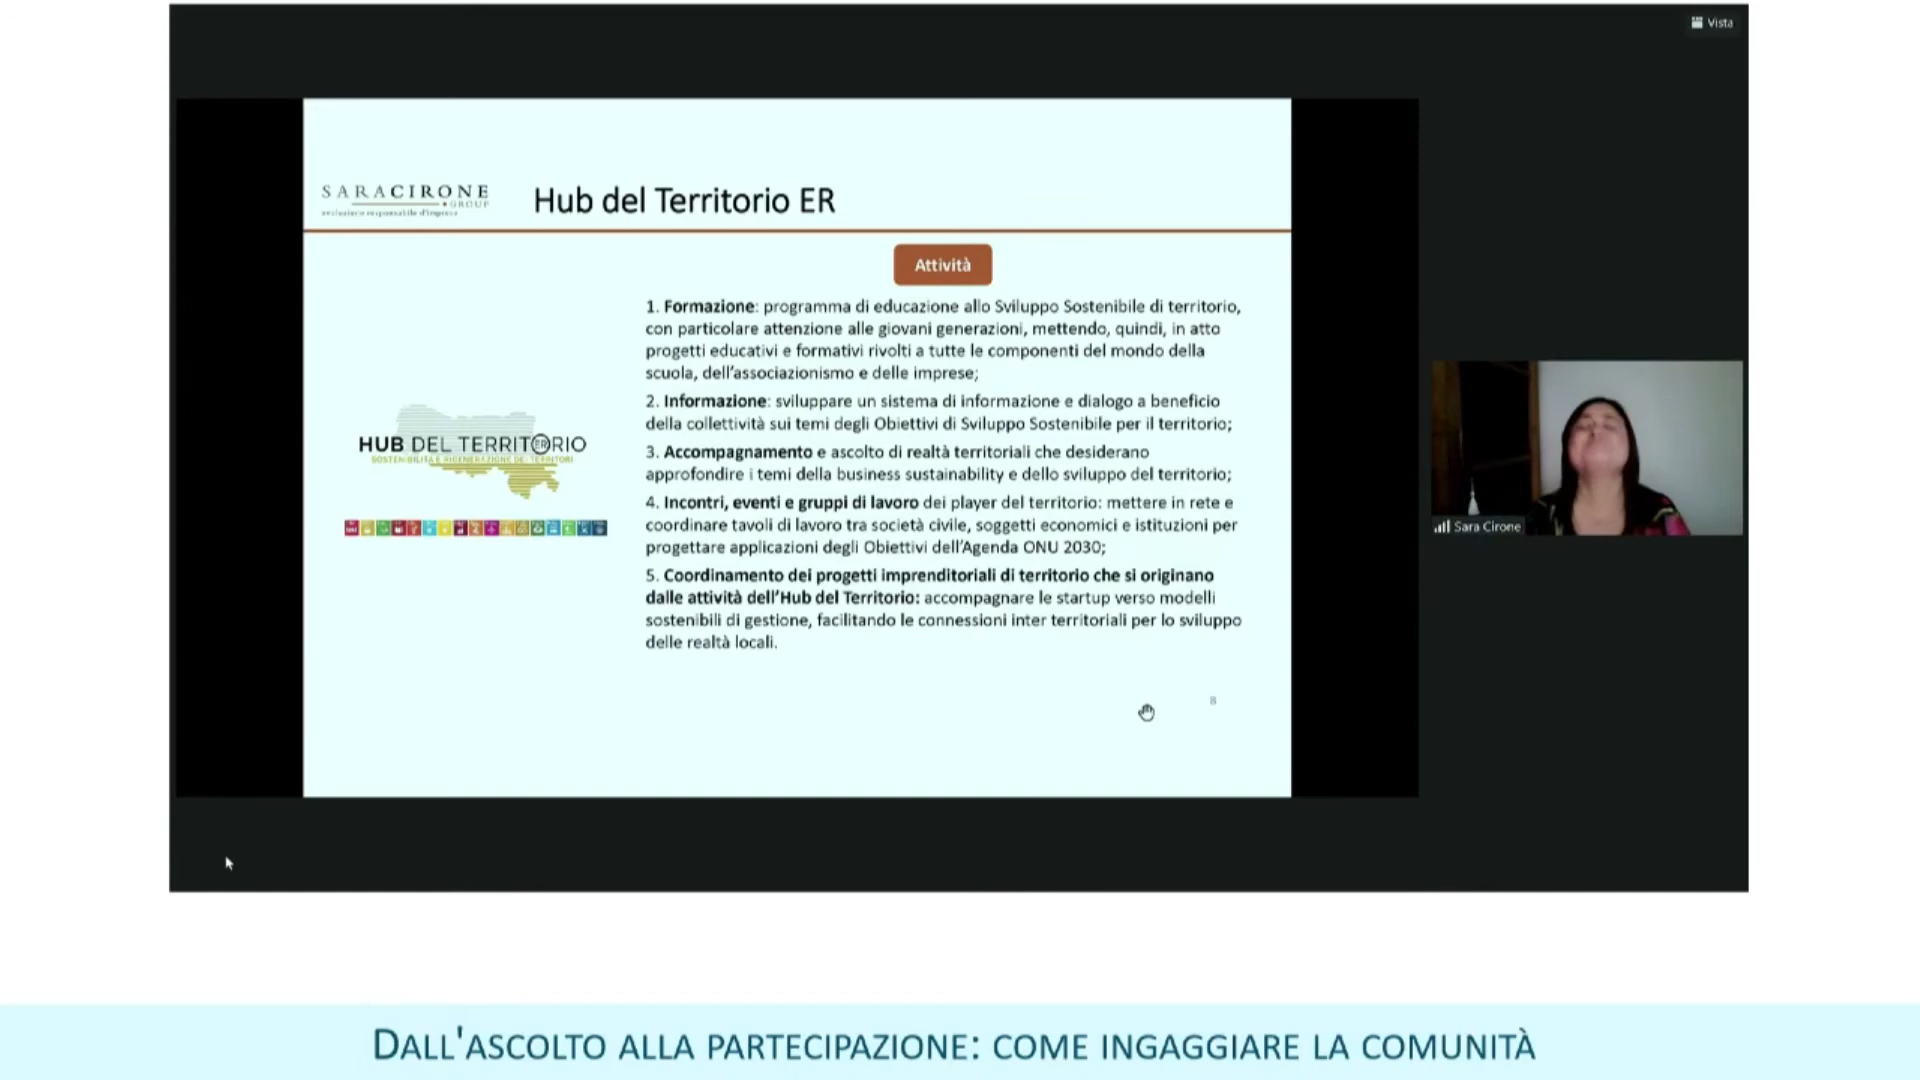 Vista
SARACIRONE
GROUP
Hub del Territorio ER
Attività
1. Formazione: programma di educazione allo Sviluppo Sostenibile di territorio,
con particolare attenzione alle giovani generazioni, mettendo, quindi, in atto
progetti educativi e formativi rivolti a tutte le componenti del mondo della
scuola, dell'associazionismo e delle imprese;
2. Informazione: sviluppare un sistema di informazione e dialogo a beneficio
della collettività sui temi degli Obiettivi di Sviluppo Sostenibile per il territorio;
3. Accompagnamento e ascolto di realtà territoriali che desiderano
approfondire i temi della business sustainability e dello sviluppo del territorio;
4. Incontri, eventi e gruppi di lavoro dei player del territorio: mettere in rete e
coordinare tavoli di lavoro tra società civile, soggetti economici e istituzioni per
progettare applicazioni degli Obiettivi dell'Agenda ONU 2030;
5. Coordinamento dei progetti imprenditoriali di territorio che si originano
dalle attività dell'Hub del Territorio: accompagnare le startup verso modelli
sostenibili di gestione, facilitando le connessioni inter territoriali per lo sviluppo
delle realtà locali.
HUB DEL TERRITERRIO
SOSTENIBILITÀ E RIGENERAZIONE DEI TERRITORI
8
Sara Cirone
DALL'ASCOLTO ALLA PARTECIPAZIONE: COME INGAGGIARE LA COMUNITÀ